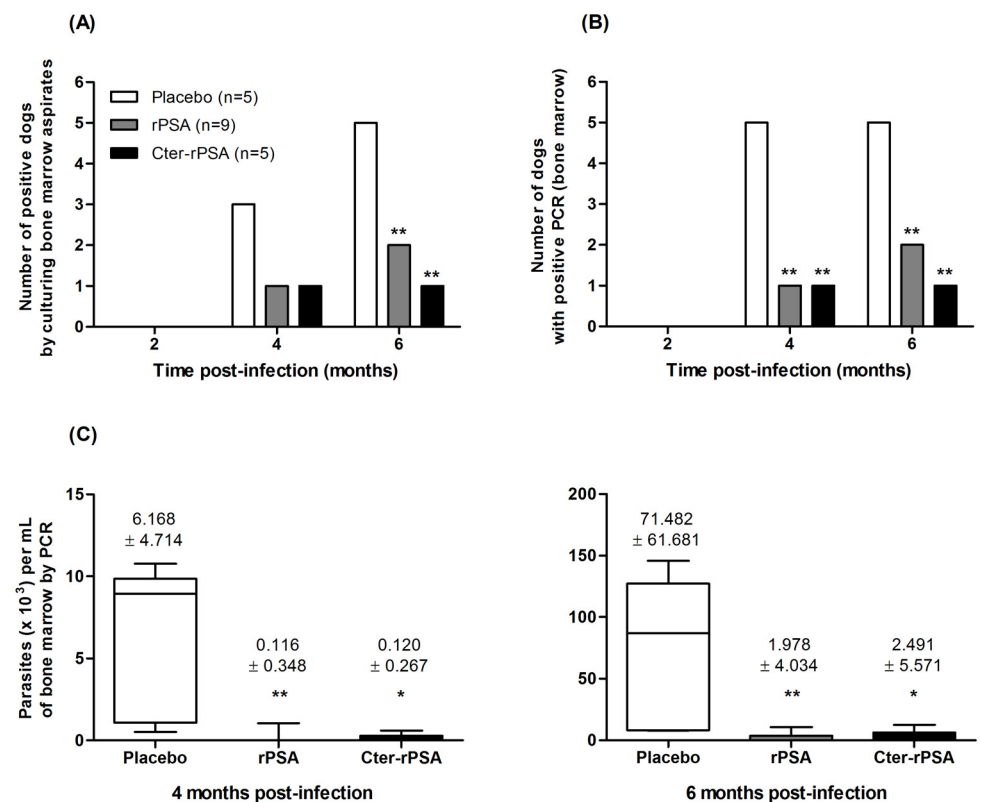 (A)
Number of positive dogs
by culturing bone marrow aspirates
6
5
4
3
2
1
0
Placebo (n=5)
rPSA (n=9)
Cter-rPSA (n=5)
**
**
2
4
6
Time post-infection (months)
(B)
Number of dogs
with positive PCR (bone marrow)
6
5
4
3
2
1
0
**
**
**
**
2
4
6
Time post-infection (months)
(C)
Parasites (x 10³) per mL
of bone marrow by PCR
15
10
5
0
6.168
± 4.714
0.116
± 0.348
**
0.120
± 0.267
*
Placebo
rPSA
Cter-rPSA
4 months post-infection
200
150
100
50
0
71.482
± 61.681
1.978
± 4.034
**
2.491
± 5.571
*
Placebo
rPSA
Cter-rPSA
6 months post-infection